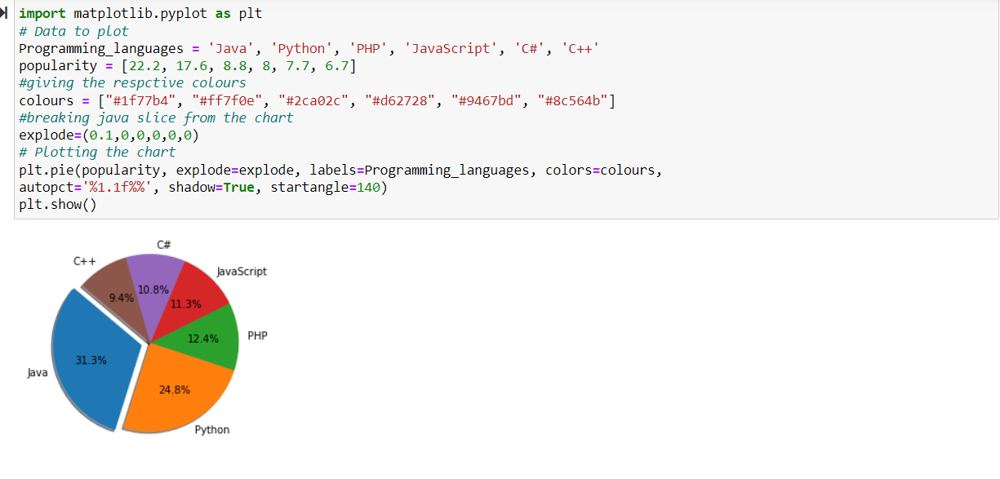 import matplotlib.pyplot as plt
# Data to plot
Programming_languages = 'Java', 'Python', 'PHP', 'JavaScript', 'C#', 'C++'
popularity = [22.2, 17.6, 8.8, 8, 7.7, 6.7]
#giving the respctive colours
colours = ["#1f77b4", "#ff7f0e", "#2ca02c", "#d62728", "#9467bd", "#8c564b"]
#breaking java slice from the chart
explode=(0.1,0,0,0,0,0)
# Plotting the chart
plt.pie(popularity, explode=explode, labels=Programming_languages, colors=colours,
autopct='%1.1f%%', shadow=True, startangle=140)
plt.show()
C#
C++
JavaScript
10.8%
9.4%
11.3%
PHP
12.4%
31.3%
Java
24.8%
Python